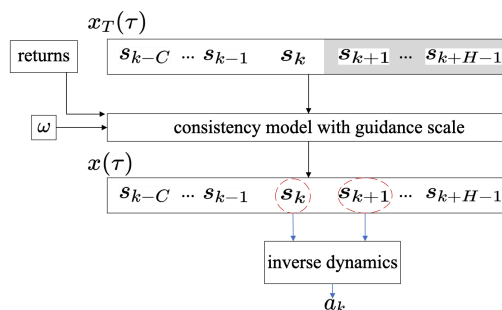 x_T(τ)
returns
s_{k−C} ... s_{k−1} s_k s_{k+1} ... s_{k+H−1}
ω
consistency model with guidance scale
x(τ)
s_{k−C} ... s_{k−1} s_k s_{k+1} ... s_{k+H−1}
inverse dynamics
a_k